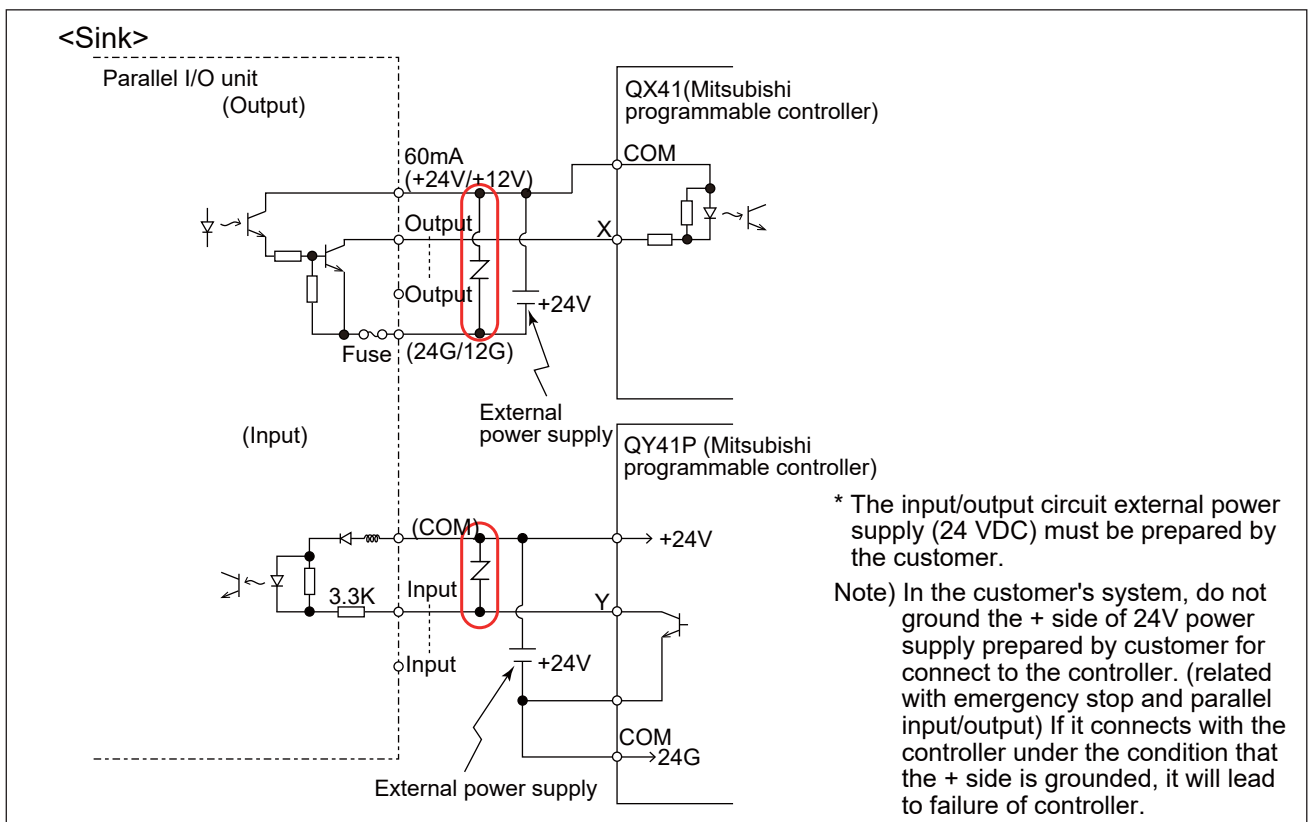 <Sink>
Parallel I/O unit
(Output)
QX41(Mitsubishi
programmable controller)
60mA
(+24V/+12V)
COM
Output
X
Output
+24V
Fuse
(24G/12G)
External
power supply
(Input)
QY41P (Mitsubishi
programmable controller)
(COM)
+24V
3.3K
Input
Y
Input
+24V
COM
24G
External power supply
* The input/output circuit external power
supply (24 VDC) must be prepared by
the customer.
Note) In the customer's system, do not
ground the + side of 24V power
supply prepared by customer for
connect to the controller. (related
with emergency stop and parallel
input/output) If it connects with the
controller under the condition that
the + side is grounded, it will lead
to failure of controller.